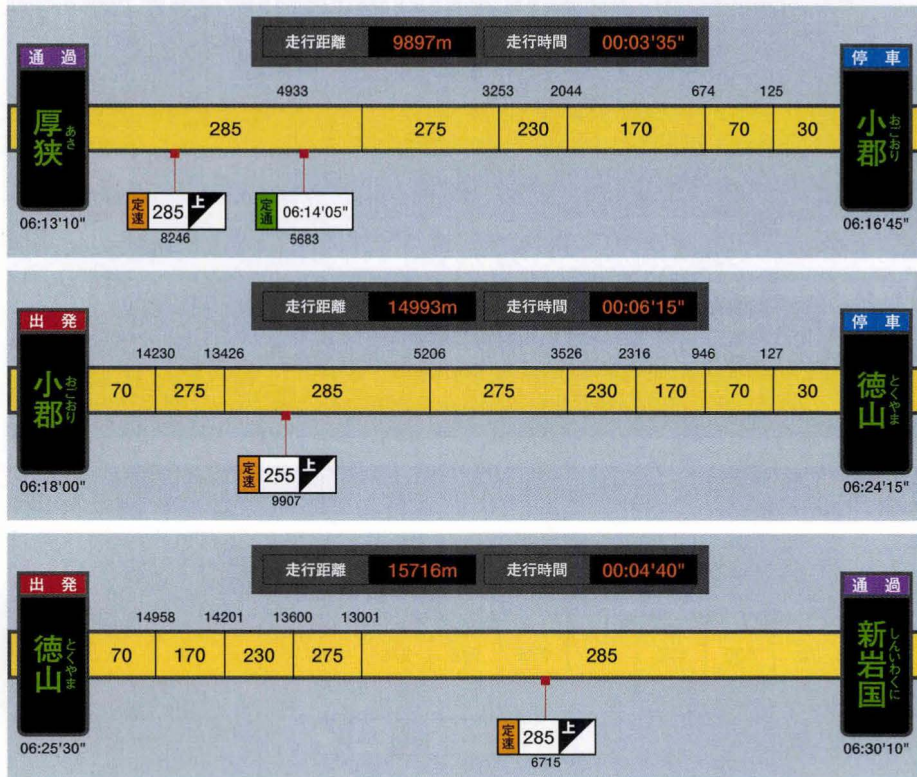 走行距離 9897m 走行時間 00:03'35"
通過
停車
4933 3253 2044 674 125
厚狭
あさ
285 275 230 170 70 30
小郡
おごおり
定速 285 上
定通 06:14'05"
8246 5683
06:13'10" 06:16'45"
走行距離 14993m 走行時間 00:06'15"
出発
停車
14230 13426 5206 3526 2316 946 127
小郡
おごおり
70 275 285 275 230 170 70 30
徳山
とくやま
定速 255 上
9907
06:18'00" 06:24'15"
走行距離 15716m 走行時間 00:04'40"
出発
通過
14958 14201 13600 13001
徳山
とくやま
70 170 230 275 285
新岩国
しんいわくに
定速 285 上
6715
06:25'30" 06:30'10"